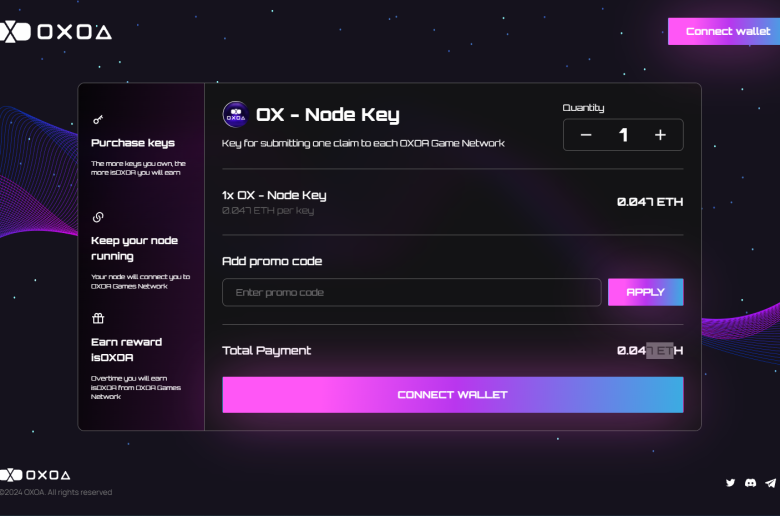 OXOA
Connect wallet
Purchase keys
The more keys you own, the
more isOXOA you will earn
Keep your node
running
Your node will connect you to
OXOA Games Network
Earn reward
isOXOA
Overtime you will earn
isOXOA from OXOA Games
Network
OXOA
OX - Node Key
Key for submitting one claim to each OXOA Game Network
Quantity
− 1 +
1x OX - Node Key
0.047 ETH per key
0.047 ETH
Add promo code
Enter promo code
APPLY
Total Payment
0.047 ETH
CONNECT WALLET
OXOA
©2024 OXOA. All rights reserved